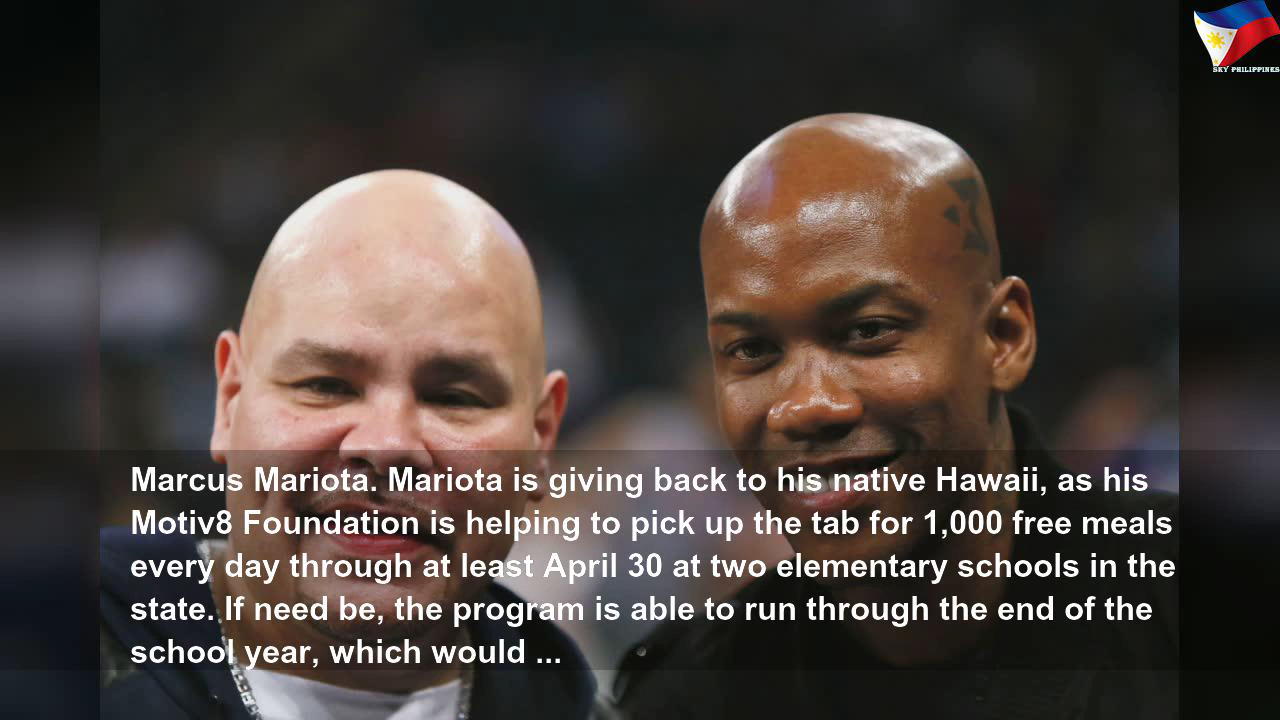 SKY PHILIPPINES
Marcus Mariota. Mariota is giving back to his native Hawaii, as his
Motiv8 Foundation is helping to pick up the tab for 1,000 free meals
every day through at least April 30 at two elementary schools in the
state. If need be, the program is able to run through the end of the
school year, which would ...